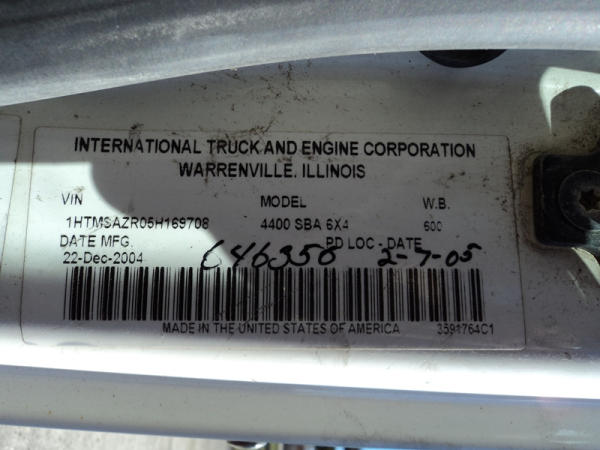 INTERNATIONAL TRUCK AND ENGINE CORPORATION
WARRENVILLE, ILLINOIS
VIN MODEL W.B.
1HTMSAZR05H169708 4400 SBA 6X4 600
DATE MFG. PD LOC - DATE
22-Dec-2004 646356 2-7-05
MADE IN THE UNITED STATES OF AMERICA 3591764C1